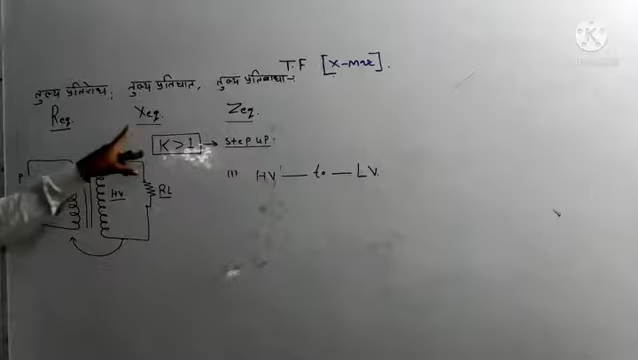 T.F [X-mer].
तुल्य प्रतिरोध, तुल्य प्रतिघात, तुल्य प्रतिबाधा :-
Req. Xeq. Zeq.
K > 1 → Step up.
(1) HV — to — LV.
P HV RL